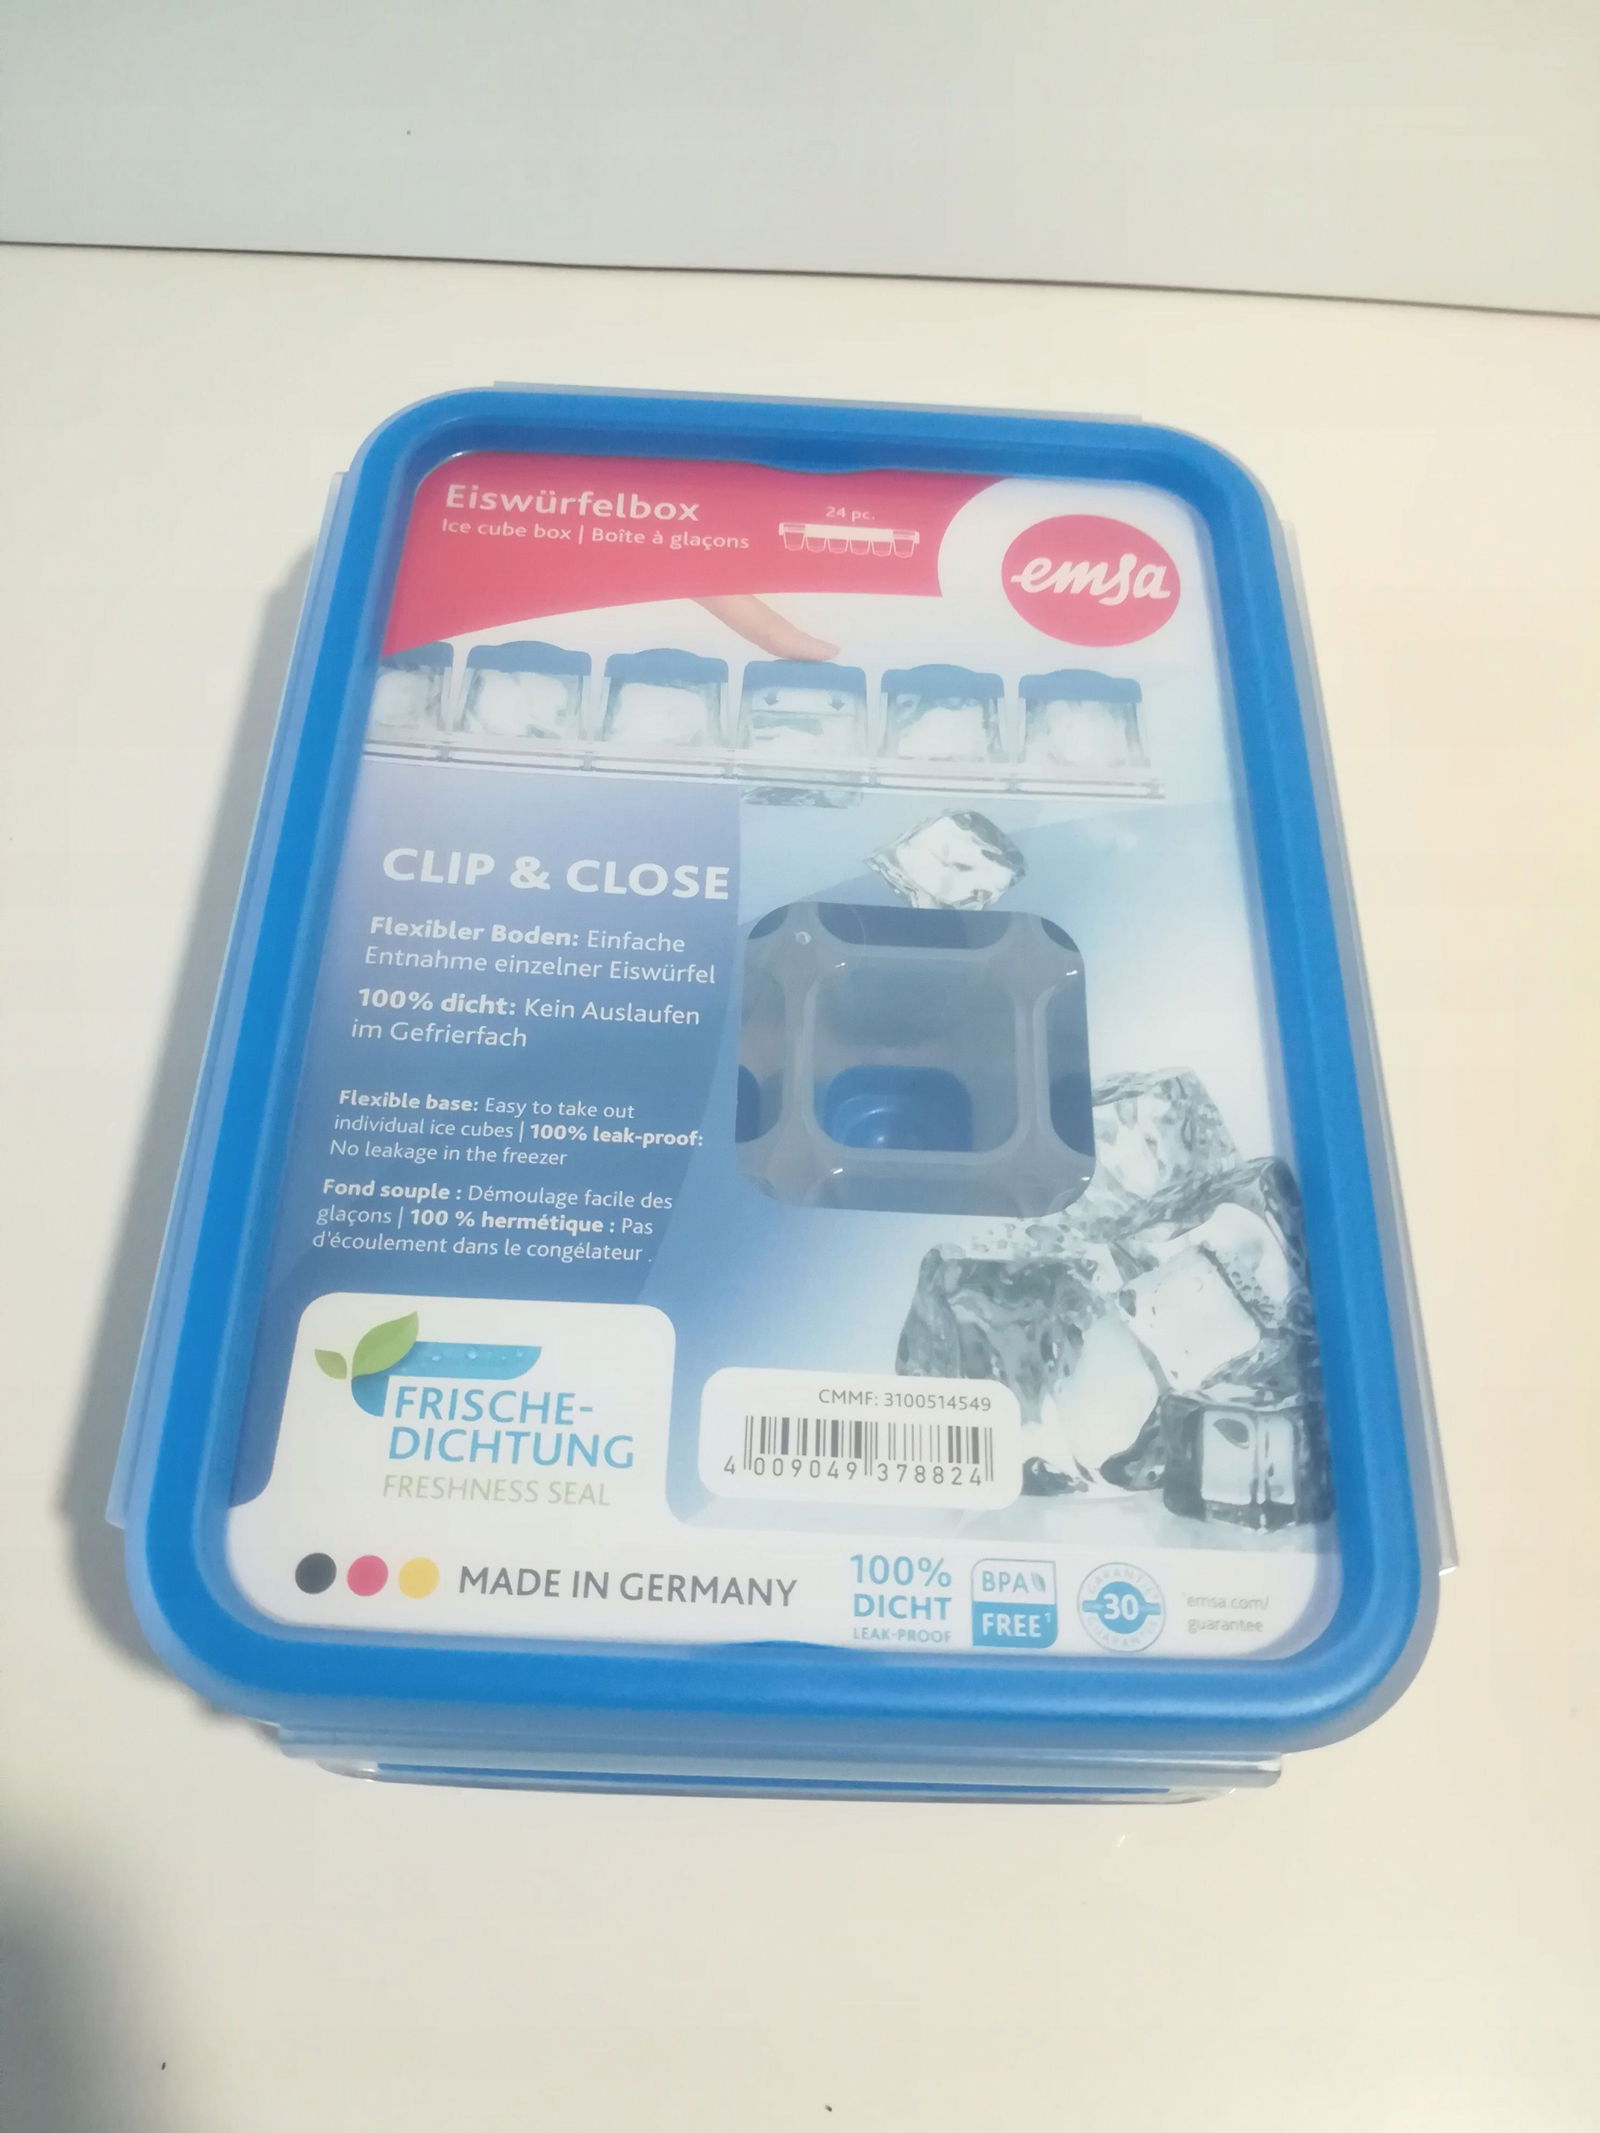 Eiswürfelbox
Ice cube box | Boîte à glaçons
24 pc.
emsa
CLIP & CLOSE
Flexibler Boden: Einfache
Entnahme einzelner Eiswürfel
100% dicht: Kein Auslaufen
im Gefrierfach
Flexible base: Easy to take out
individual ice cubes | 100% leak-proof:
No leakage in the freezer
Fond souple : Démoulage facile des
glaçons | 100 % hermétique : Pas
d'écoulement dans le congélateur .
FRISCHE-
DICHTUNG
FRESHNESS SEAL
CMMF: 3100514549
4 009049 378824
MADE IN GERMANY
100%
DICHT
LEAK-PROOF
BPA
FREE¹
GARANTIE
30
GUARANTEE
*emsa.com/
guarantee